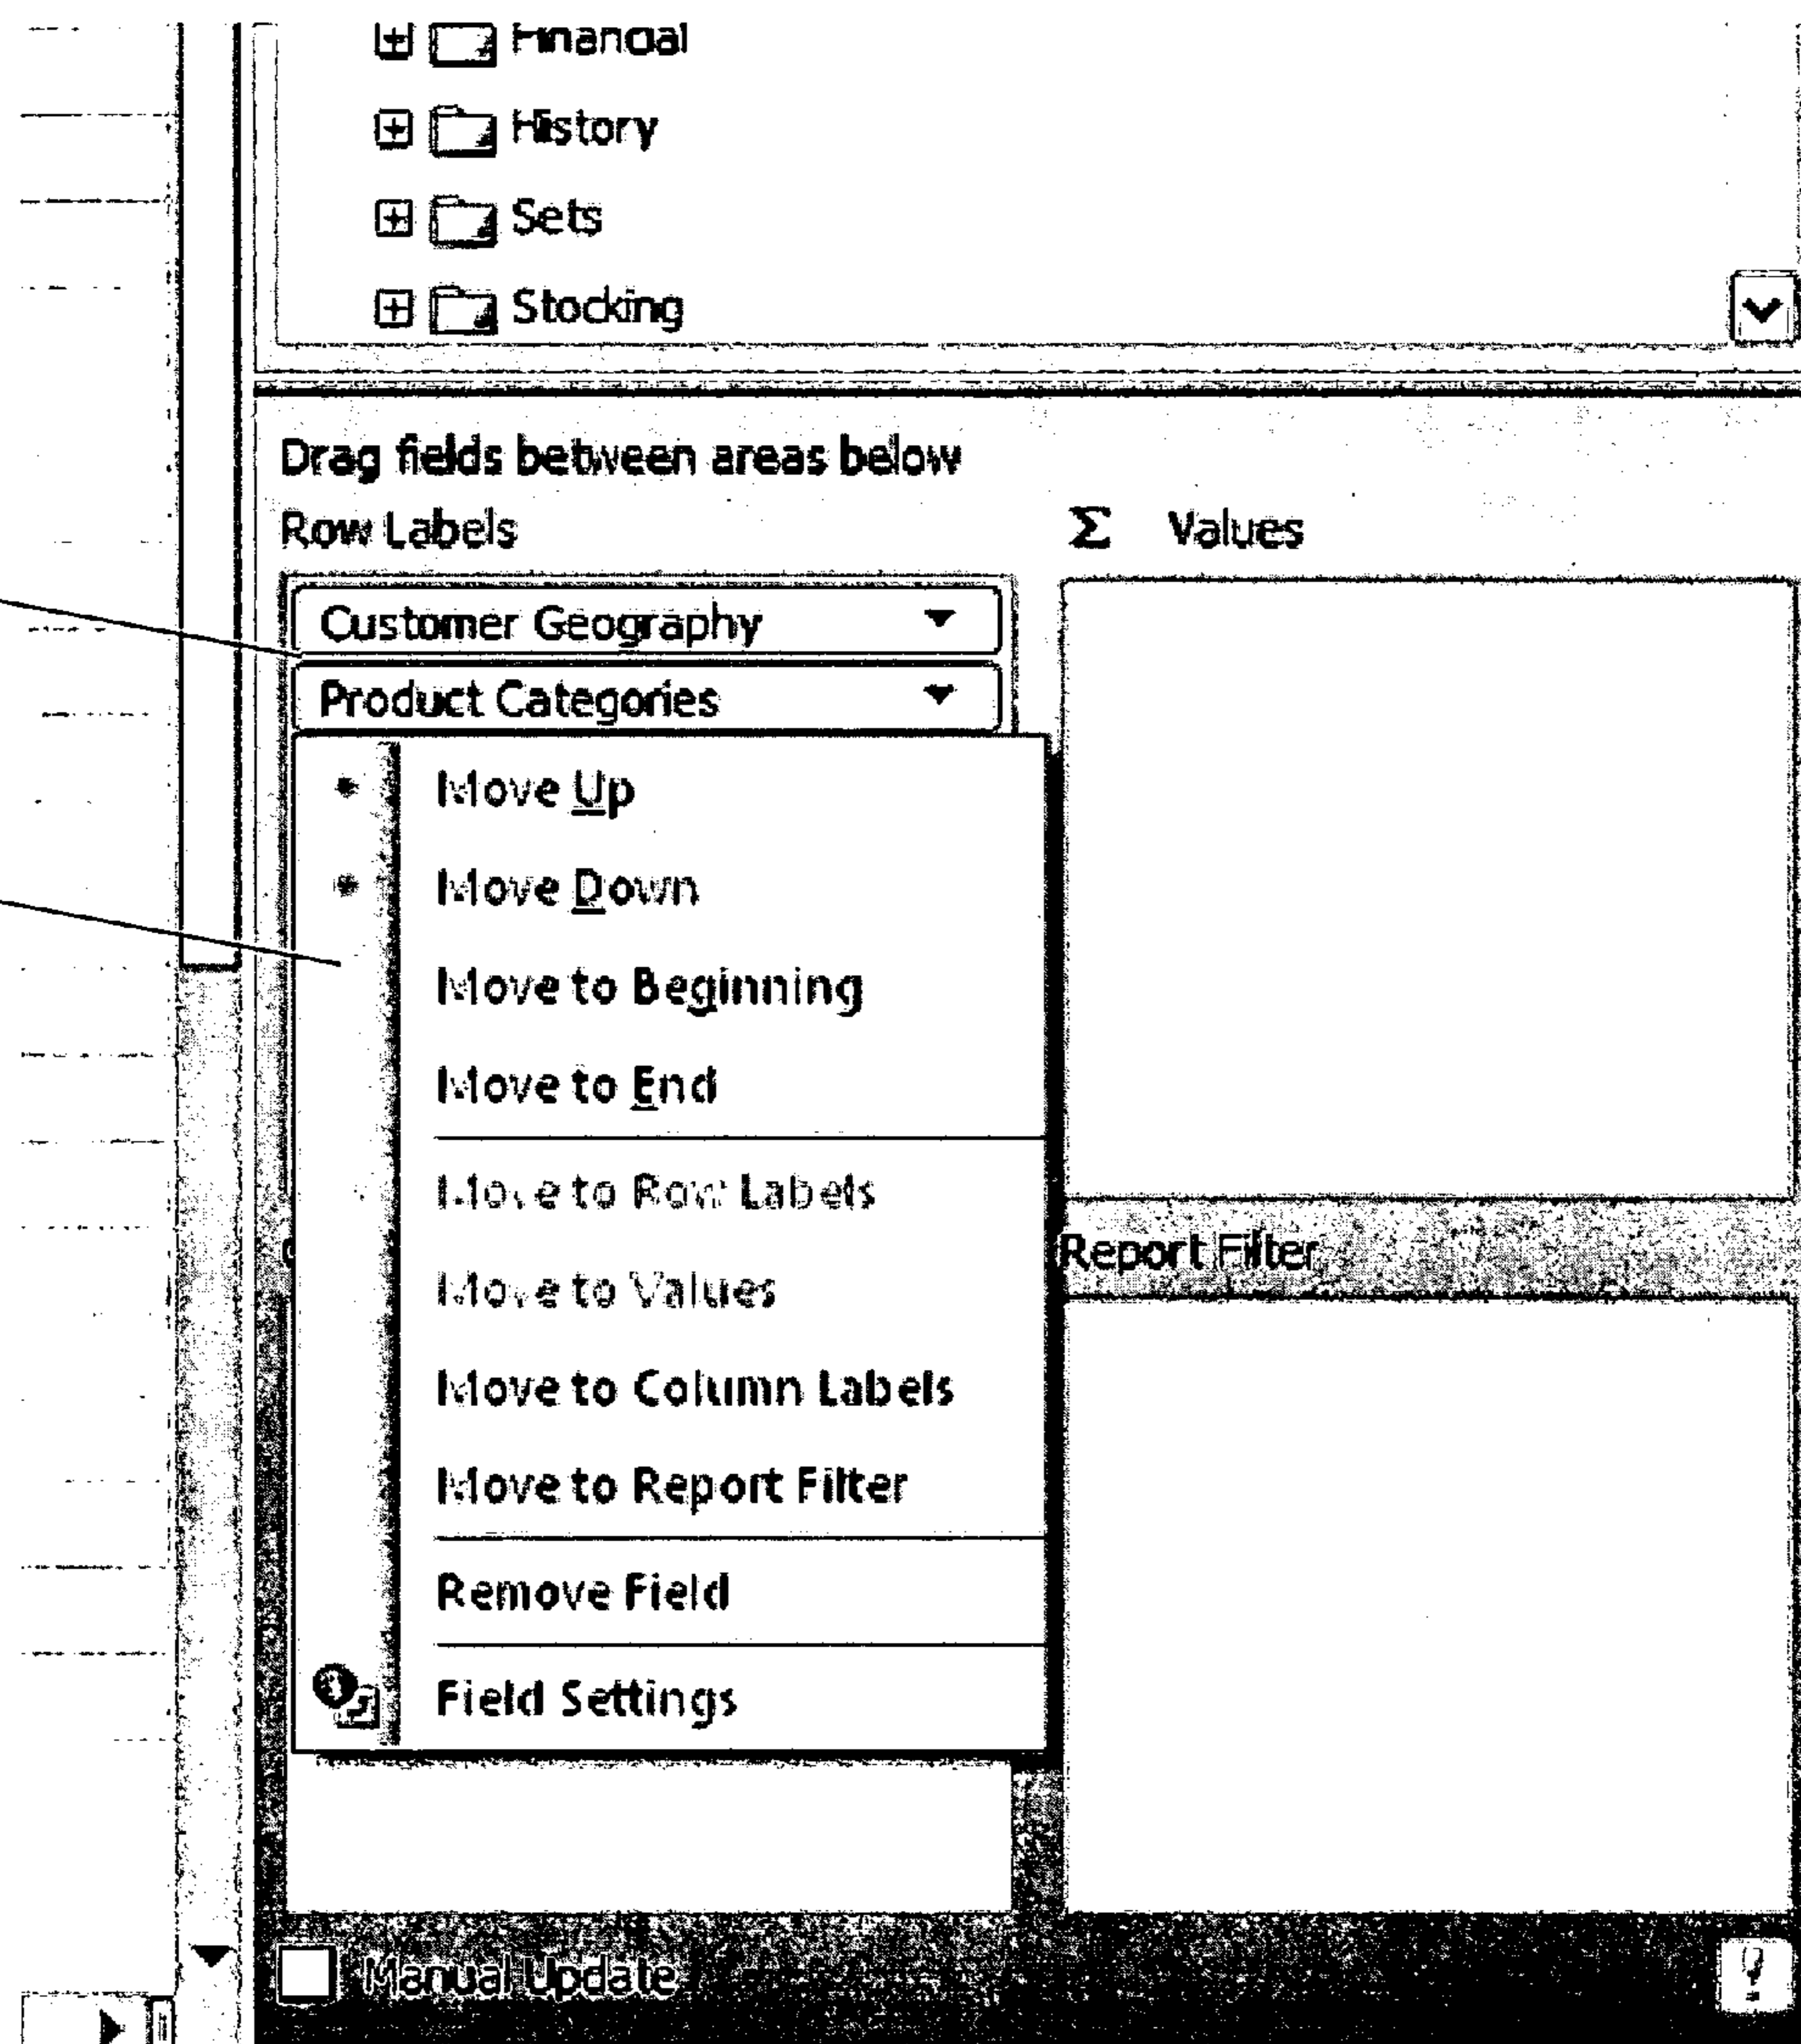 Financial
History
Sets
Stocking
Drag fields between areas below
Row Labels
Σ Values
Customer Geography
Product Categories
Move Up
Move Down
Move to Beginning
Move to End
Move to Row Labels
Move to Values
Move to Column Labels
Move to Report Filter
Remove Field
Field Settings
Report Filter
Manual Update